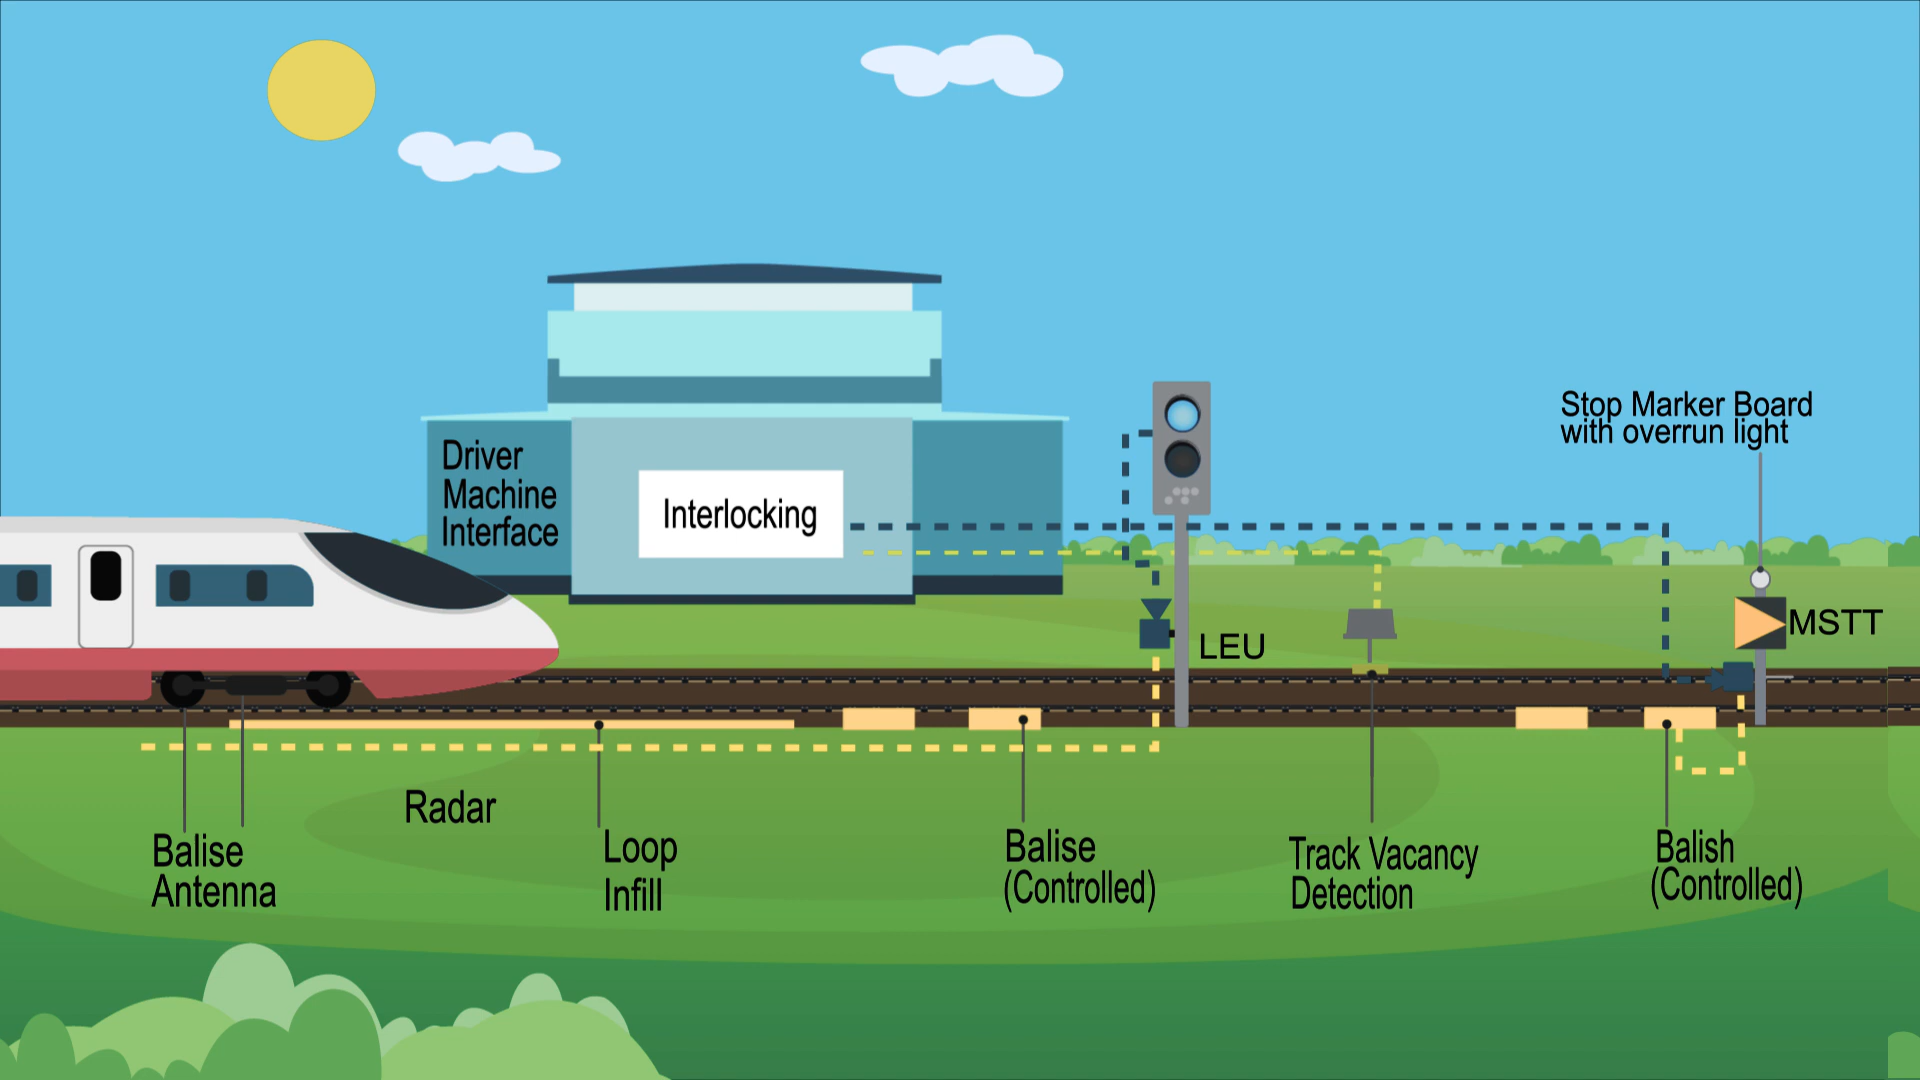 Stop Marker Board
with overrun light
Driver
Machine
Interface
Interlocking
MSTT
LEU
Radar
Balise
Antenna
Loop
Infill
Balise
(Controlled)
Track Vacancy
Detection
Balish
(Controlled)